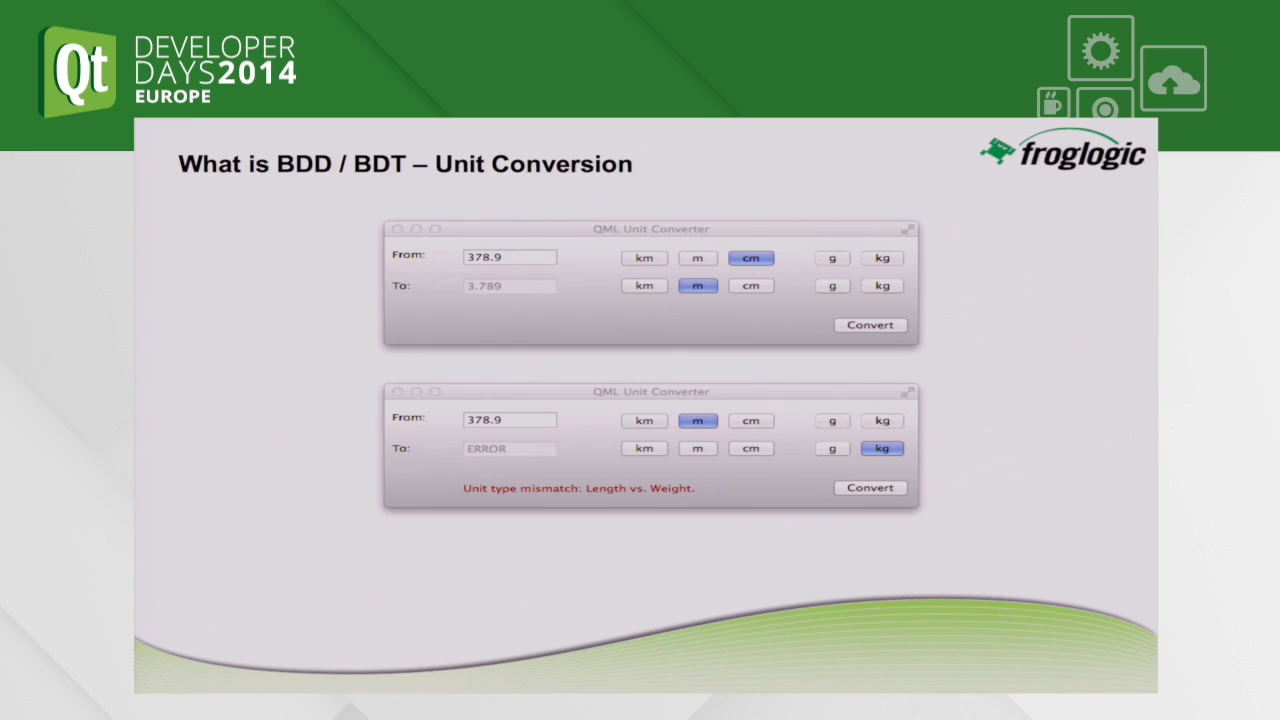 Qt
DEVELOPER
DAYS2014
EUROPE
froglogic
What is BDD / BDT – Unit Conversion
QML Unit Converter
From: 378.9 km m cm g kg
To: 3.789 km m cm g kg
Convert
QML Unit Converter
From: 378.9 km m cm g kg
To: ERROR km m cm g kg
Unit type mismatch: Length vs. Weight. Convert